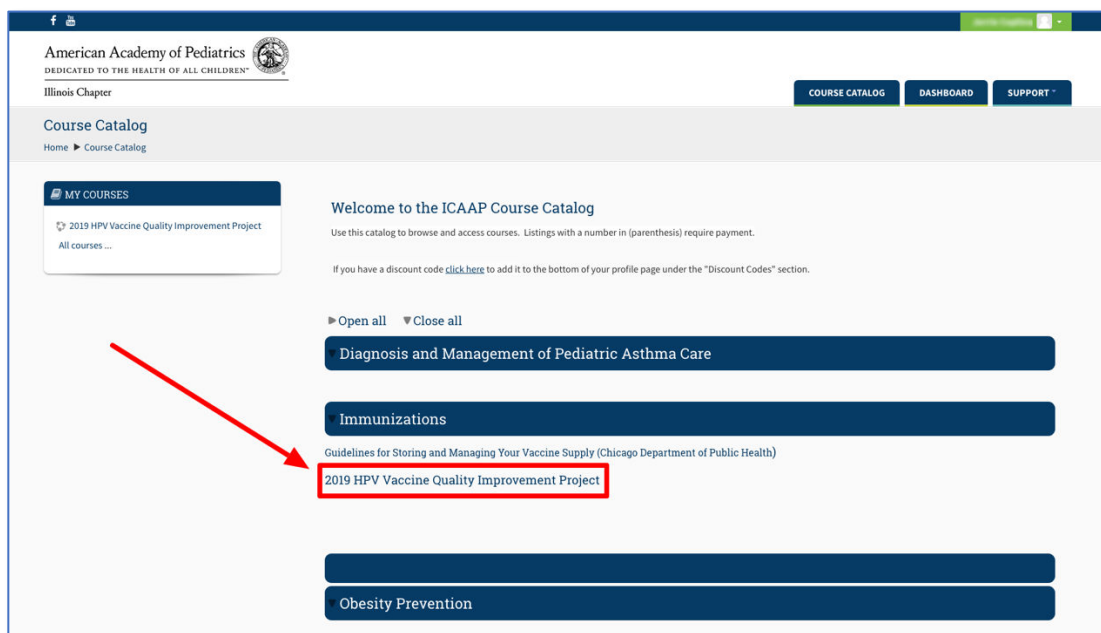 American Academy of Pediatrics
DEDICATED TO THE HEALTH OF ALL CHILDREN™
Illinois Chapter
COURSE CATALOG
DASHBOARD
SUPPORT
Course Catalog
Home ▶ Course Catalog
MY COURSES
2019 HPV Vaccine Quality Improvement Project
All courses ...
Welcome to the ICAAP Course Catalog
Use this catalog to browse and access courses. Listings with a number in (parenthesis) require payment.
If you have a discount code click here to add it to the bottom of your profile page under the "Discount Codes" section.
▶Open all ▼Close all
Diagnosis and Management of Pediatric Asthma Care
Immunizations
Guidelines for Storing and Managing Your Vaccine Supply (Chicago Department of Public Health)
2019 HPV Vaccine Quality Improvement Project
Obesity Prevention